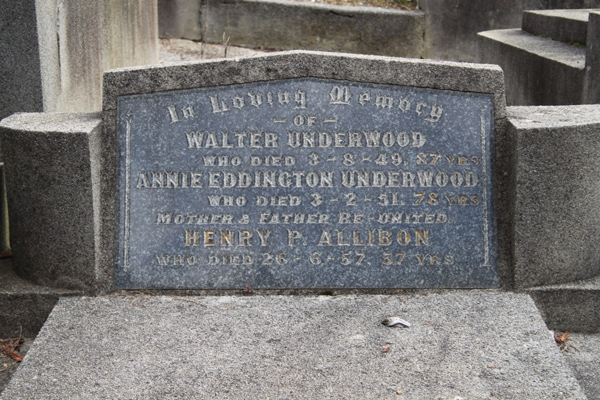 In Loving Memory
- OF -
WALTER UNDERWOOD
WHO DIED 3-8-49. 87 YRS
ANNIE EDDINGTON UNDERWOOD
WHO DIED 3-2-51. 78 YRS
MOTHER & FATHER RE-UNITED.
HENRY P. ALLIBON
WHO DIED 26-6-57. 57 YRS